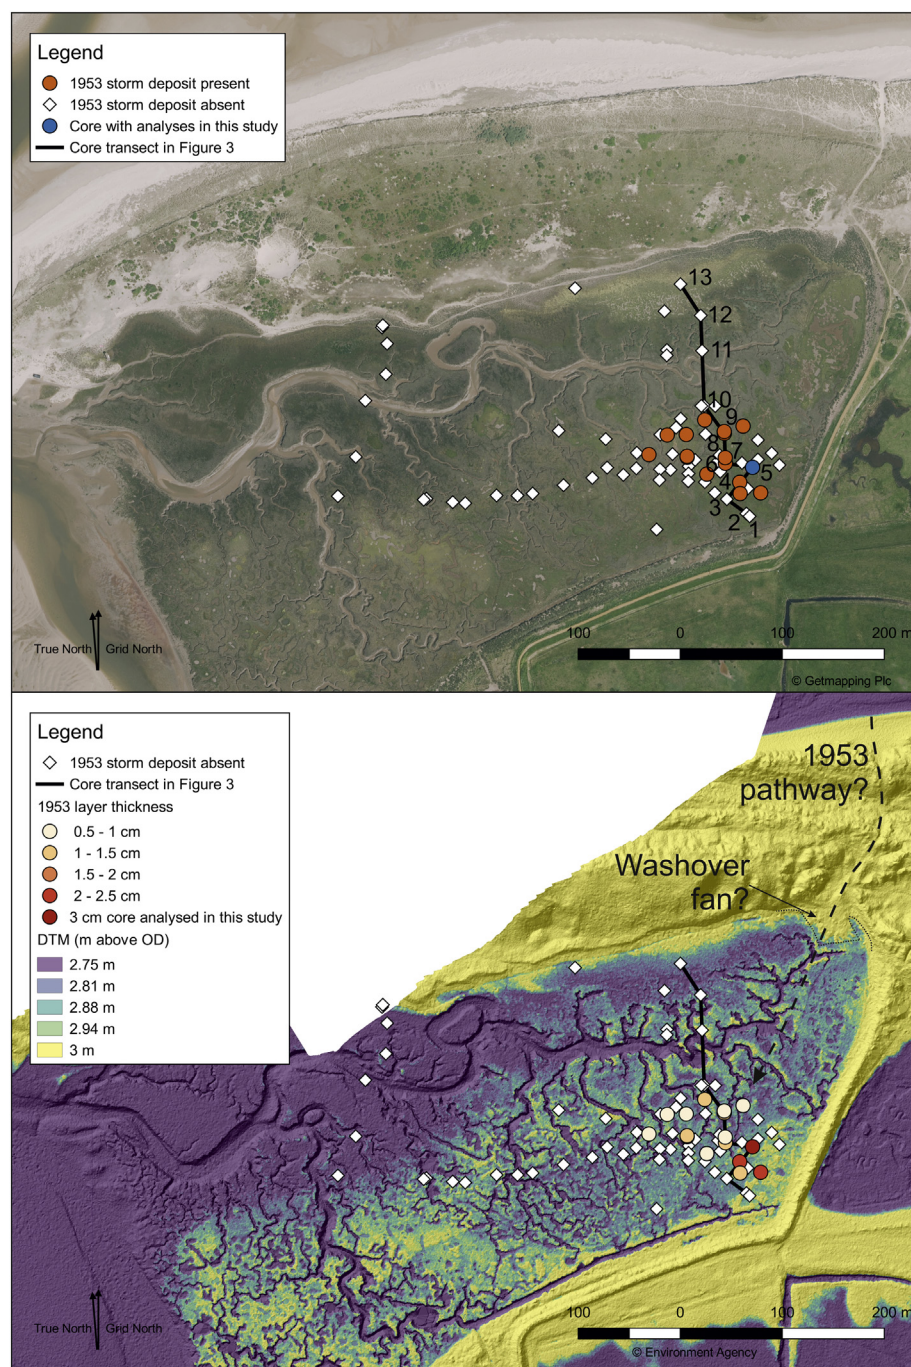 Legend
1953 storm deposit present
1953 storm deposit absent
Core with analyses in this study
Core transect in Figure 3
13
12
11
10
9
8
7
6
5
4
3
2
1
True North
Grid North
100
0
100
200 m
© Getmapping Plc
Legend
1953 storm deposit absent
Core transect in Figure 3
1953 layer thickness
0.5 - 1 cm
1 - 1.5 cm
1.5 - 2 cm
2 - 2.5 cm
3 cm core analysed in this study
DTM (m above OD)
2.75 m
2.81 m
2.88 m
2.94 m
3 m
1953
pathway?
Washover
fan?
True North
Grid North
100
0
100
200 m
© Environment Agency